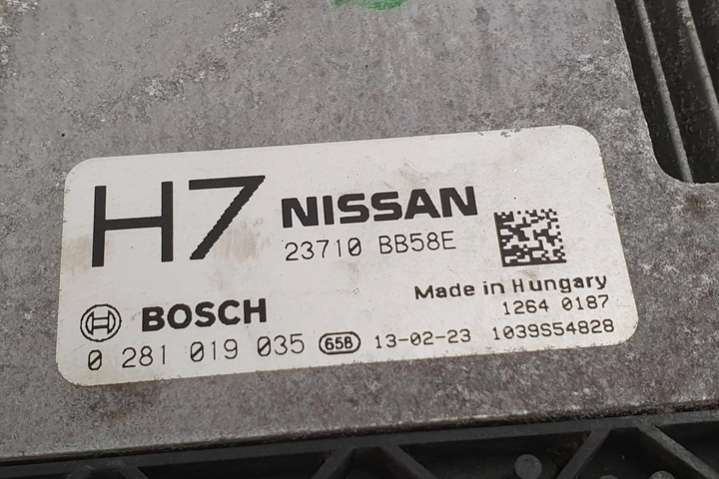 H7 NISSAN
23710 BB58E
Made in Hungary
BOSCH 1264 0187
0 281 019 035 658 13-02-23 1039S54828